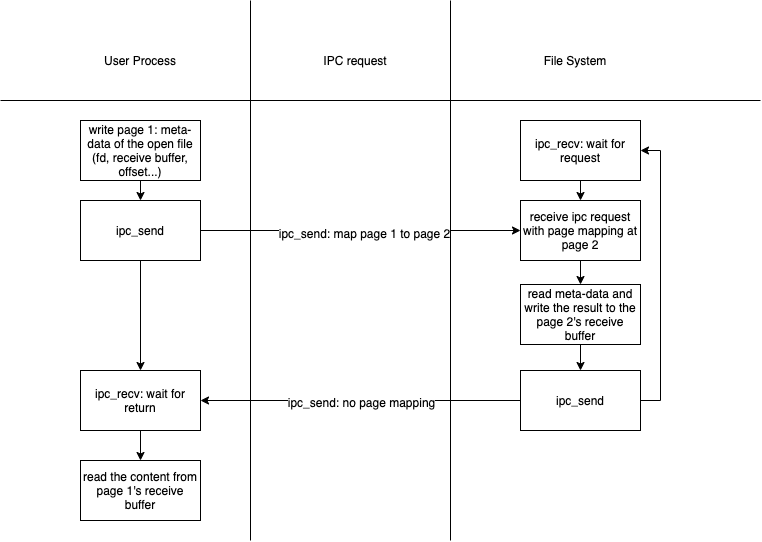 User Process
IPC request
File System
write page 1: meta-
data of the open file
(fd, receive buffer,
offset...)
ipc_recv: wait for
request
ipc_send
ipc_send: map page 1 to page 2
receive ipc request
with page mapping at
page 2
read meta-data and
write the result to the
page 2's receive
buffer
ipc_recv: wait for
return
ipc_send: no page mapping
ipc_send
read the content from
page 1's receive
buffer